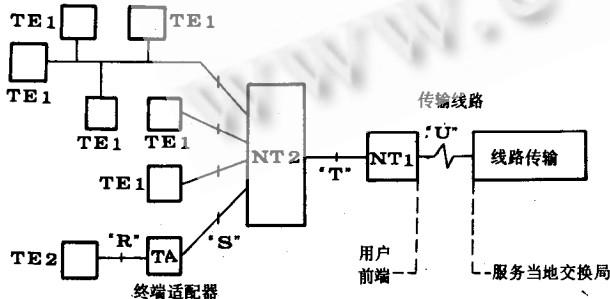 TE1
TE1
TE1
TE1
TE1
TE1
NT2
传输线路
"U"
NT1
线路传输
"T"
"R"
"S"
TE2
TA
终端适配器
用户
前端
服务当地交换局
www.